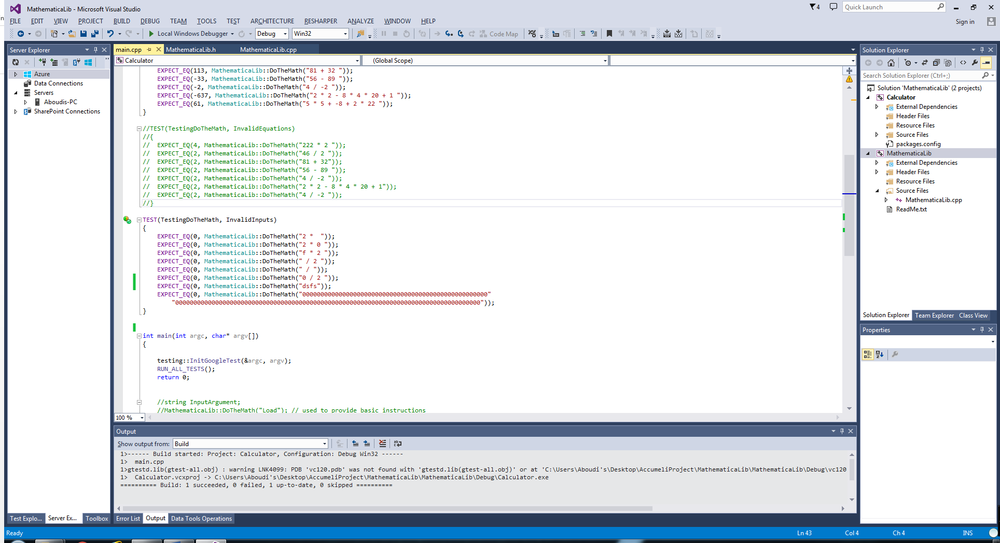 MathematicaLib - Microsoft Visual Studio
4
Quick Launch
FILE EDIT VIEW PROJECT BUILD DEBUG TEAM TOOLS TEST ARCHITECTURE RESHARPER ANALYZE WINDOW HELP
Sign in
Local Windows Debugger
Debug
Win32
Code Map
Server Explorer
Azure
Data Connections
Servers
Aboudis-PC
SharePoint Connections
main.cpp
MathematicaLib.h
MathematicaLib.cpp
Calculator
(Global Scope)
EXPECT_EQ(113, MathematicaLib::DoTheMath("81 + 32 "));
EXPECT_EQ(-33, MathematicaLib::DoTheMath("56 - 89 "));
EXPECT_EQ(-2, MathematicaLib::DoTheMath("4 / -2 "));
EXPECT_EQ(-637, MathematicaLib::DoTheMath("2 * 2 - 8 * 4 * 20 + 1 "));
EXPECT_EQ(61, MathematicaLib::DoTheMath("5 * 5 + -8 + 2 * 22 "));
}
//TEST(TestingDoTheMath, InvalidEquations)
//{
//  EXPECT_EQ(4, MathematicaLib::DoTheMath("222 * 2 "));
//  EXPECT_EQ(2, MathematicaLib::DoTheMath("46 / 2 "));
//  EXPECT_EQ(2, MathematicaLib::DoTheMath("81 + 32"));
//  EXPECT_EQ(2, MathematicaLib::DoTheMath("56 - 89 "));
//  EXPECT_EQ(2, MathematicaLib::DoTheMath("4 / -2 "));
//  EXPECT_EQ(2, MathematicaLib::DoTheMath("2 * 2 - 8 * 4 * 20 + 1"));
//  EXPECT_EQ(2, MathematicaLib::DoTheMath("4 / -2 "));
//}
TEST(TestingDoTheMath, InvalidInputs)
{
EXPECT_EQ(0, MathematicaLib::DoTheMath("2 *  "));
EXPECT_EQ(0, MathematicaLib::DoTheMath("2 * 0 "));
EXPECT_EQ(0, MathematicaLib::DoTheMath("f * 2 "));
EXPECT_EQ(0, MathematicaLib::DoTheMath(" / 2 "));
EXPECT_EQ(0, MathematicaLib::DoTheMath(" / "));
EXPECT_EQ(0, MathematicaLib::DoTheMath("0 / 2 "));
EXPECT_EQ(0, MathematicaLib::DoTheMath("dsfs"));
EXPECT_EQ(0, MathematicaLib::DoTheMath("000000000000000000000000000000000000000000000000000"
"000000000000000000000000000000000000000000000000000000000000000000000000000000000000"));
}
int main(int argc, char* argv[])
{
testing::InitGoogleTest(&argc, argv);
RUN_ALL_TESTS();
return 0;
//string InputArgument;
//MathematicaLib::DoTheMath("Load"); // used to provide basic instructions
100 %
Output
Show output from: Build
1>------ Build started: Project: Calculator, Configuration: Debug Win32 ------
1>  main.cpp
1>gtestd.lib(gtest-all.obj) : warning LNK4099: PDB 'vc120.pdb' was not found with 'gtestd.lib(gtest-all.obj)' or at 'C:\Users\Aboudi's\Desktop\AccumeliProject\MathematicaLib\MathematicaLib\Debug\vc120
1>  Calculator.vcxproj -> C:\Users\Aboudi's\Desktop\AccumeliProject\MathematicaLib\MathematicaLib\Debug\Calculator.exe
========== Build: 1 succeeded, 0 failed, 1 up-to-date, 0 skipped ==========
Test Explo...
Server Ex...
Toolbox
Error List
Output
Data Tools Operations
Solution Explorer
Search Solution Explorer (Ctrl+;)
Solution 'MathematicaLib' (2 projects)
Calculator
External Dependencies
Header Files
Resource Files
Source Files
packages.config
MathematicaLib
External Dependencies
Header Files
Resource Files
Source Files
MathematicaLib.cpp
ReadMe.txt
Solution Explorer
Team Explorer
Class View
Properties
Ready
Ln 43
Col 4
Ch 4
INS